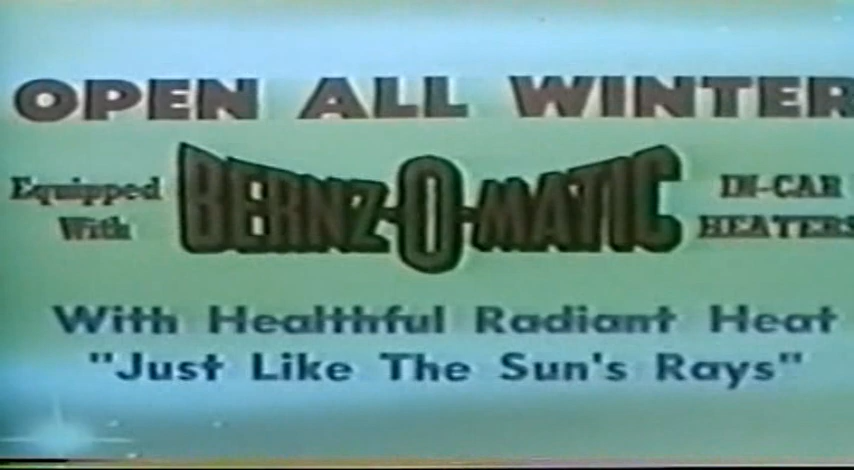 OPEN ALL WINTER
Equipped With BERNZ-O-MATIC IN-CAR HEATERS
With Healthful Radiant Heat
"Just Like The Sun's Rays"